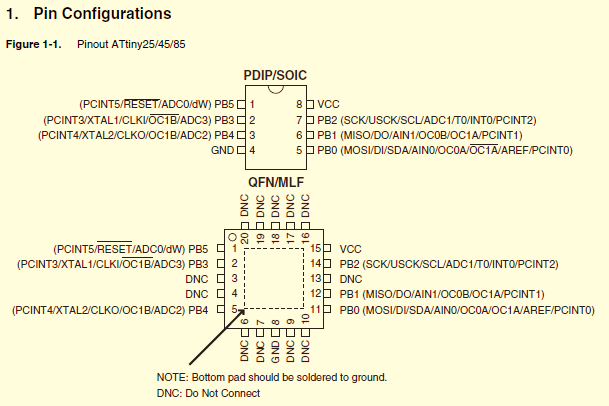 1. Pin Configurations
Figure 1-1. Pinout ATtiny25/45/85
PDIP/SOIC
(PCINT5/RESET/ADC0/dW) PB5 1 8 VCC
(PCINT3/XTAL1/CLKI/OC1B/ADC3) PB3 2 7 PB2 (SCK/USCK/SCL/ADC1/T0/INT0/PCINT2)
(PCINT4/XTAL2/CLKO/OC1B/ADC2) PB4 3 6 PB1 (MISO/DO/AIN1/OC0B/OC1A/PCINT1)
GND 4 5 PB0 (MOSI/DI/SDA/AIN0/OC0A/OC1A/AREF/PCINT0)
QFN/MLF
DNC DNC DNC DNC DNC
20 19 18 17 16
(PCINT5/RESET/ADC0/dW) PB5 1 15 VCC
(PCINT3/XTAL1/CLKI/OC1B/ADC3) PB3 2 14 PB2 (SCK/USCK/SCL/ADC1/T0/INT0/PCINT2)
DNC 3 13 DNC
DNC 4 12 PB1 (MISO/DO/AIN1/OC0B/OC1A/PCINT1)
(PCINT4/XTAL2/CLKO/OC1B/ADC2) PB4 5 11 PB0 (MOSI/DI/SDA/AIN0/OC0A/OC1A/AREF/PCINT0)
6 7 8 9 10
DNC DNC GND DNC DNC
NOTE: Bottom pad should be soldered to ground.
DNC: Do Not Connect